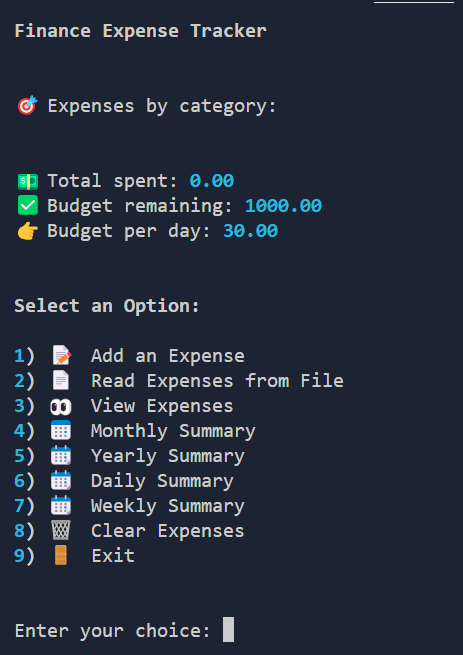 Finance Expense Tracker
🎯 Expenses by category:
💵 Total spent: 0.00
✅ Budget remaining: 1000.00
👉 Budget per day: 30.00
Select an Option:
1) 📝 Add an Expense
2) 📄 Read Expenses from File
3) 👀 View Expenses
4) 📅 Monthly Summary
5) 📅 Yearly Summary
6) 📅 Daily Summary
7) 📅 Weekly Summary
8) 🗑 Clear Expenses
9) 🚪 Exit
Enter your choice: